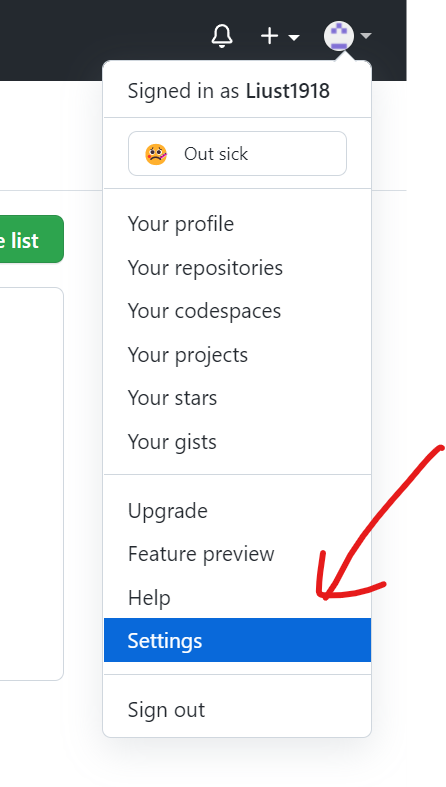 Signed in as Liust1918
Out sick
e list
Your profile
Your repositories
Your codespaces
Your projects
Your stars
Your gists
Upgrade
Feature preview
Help
Settings
Sign out